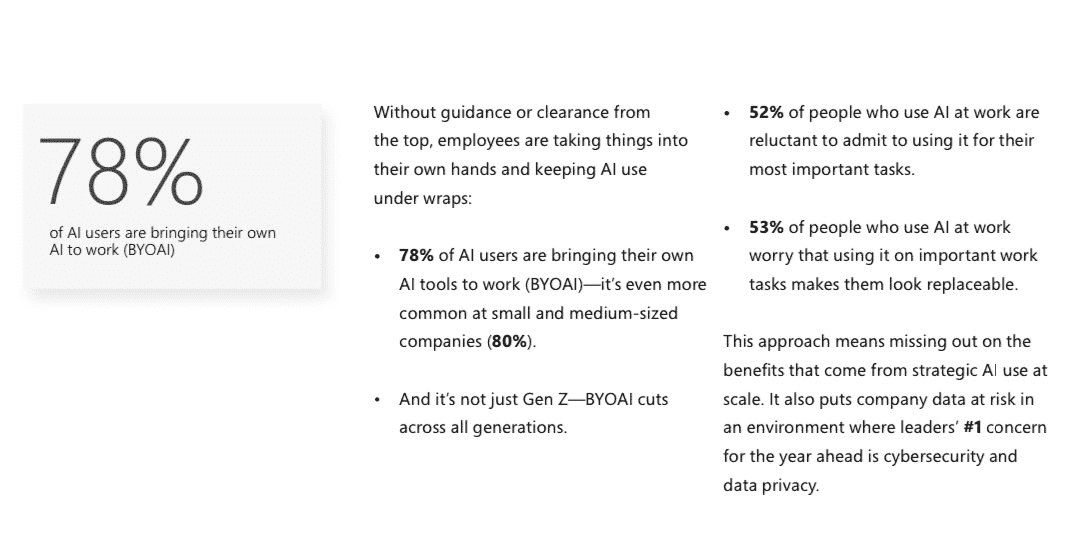 78%
of AI users are bringing their own
AI to work (BYOAI)
Without guidance or clearance from
the top, employees are taking things into
their own hands and keeping AI use
under wraps:
• 78% of AI users are bringing their own
AI tools to work (BYOAI)—it's even more
common at small and medium-sized
companies (80%).
• And it's not just Gen Z—BYOAI cuts
across all generations.
• 52% of people who use AI at work are
reluctant to admit to using it for their
most important tasks.
• 53% of people who use AI at work
worry that using it on important work
tasks makes them look replaceable.
This approach means missing out on the
benefits that come from strategic AI use at
scale. It also puts company data at risk in
an environment where leaders' #1 concern
for the year ahead is cybersecurity and
data privacy.